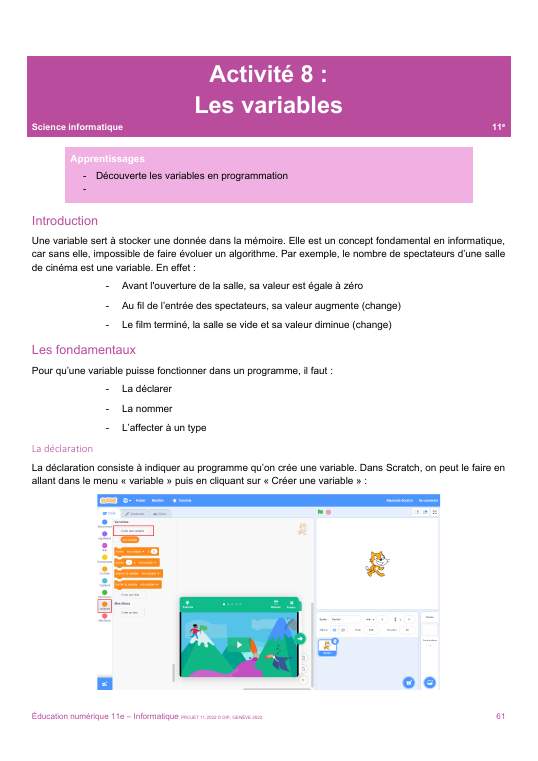 Activité 8 :
Les variables
Science informatique 11e
Apprentissages
- Découverte les variables en programmation
-
Introduction
Une variable sert à stocker une donnée dans la mémoire. Elle est un concept fondamental en informatique,
car sans elle, impossible de faire évoluer un algorithme. Par exemple, le nombre de spectateurs d'une salle
de cinéma est une variable. En effet :
- Avant l'ouverture de la salle, sa valeur est égale à zéro
- Au fil de l'entrée des spectateurs, sa valeur augmente (change)
- Le film terminé, la salle se vide et sa valeur diminue (change)
Les fondamentaux
Pour qu'une variable puisse fonctionner dans un programme, il faut :
- La déclarer
- La nommer
- L'affecter à un type
La déclaration
La déclaration consiste à indiquer au programme qu'on crée une variable. Dans Scratch, on peut le faire en
allant dans le menu « variable » puis en cliquant sur « Créer une variable » :
Éducation numérique 11e – Informatique PROJET 11.2022 © DIP, GENÈVE 2022 61